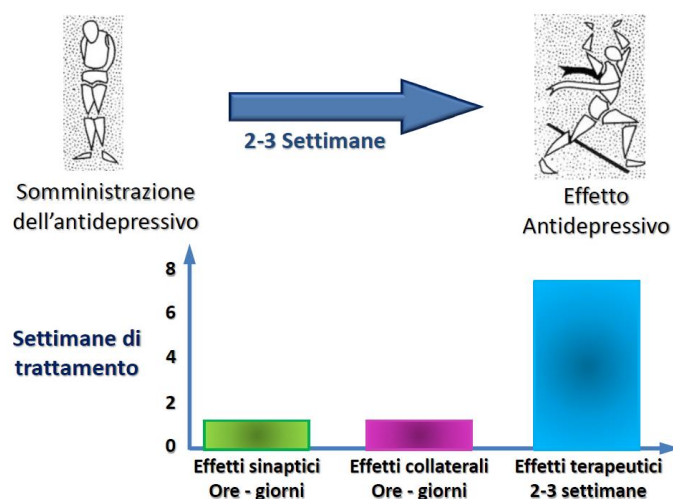 2-3 Settimane
Somministrazione
dell'antidepressivo
Effetto
Antidepressivo
Settimane di
trattamento
8
6
4
2
0
Effetti sinaptici
Ore - giorni
Effetti collaterali
Ore - giorni
Effetti terapeutici
2-3 settimane